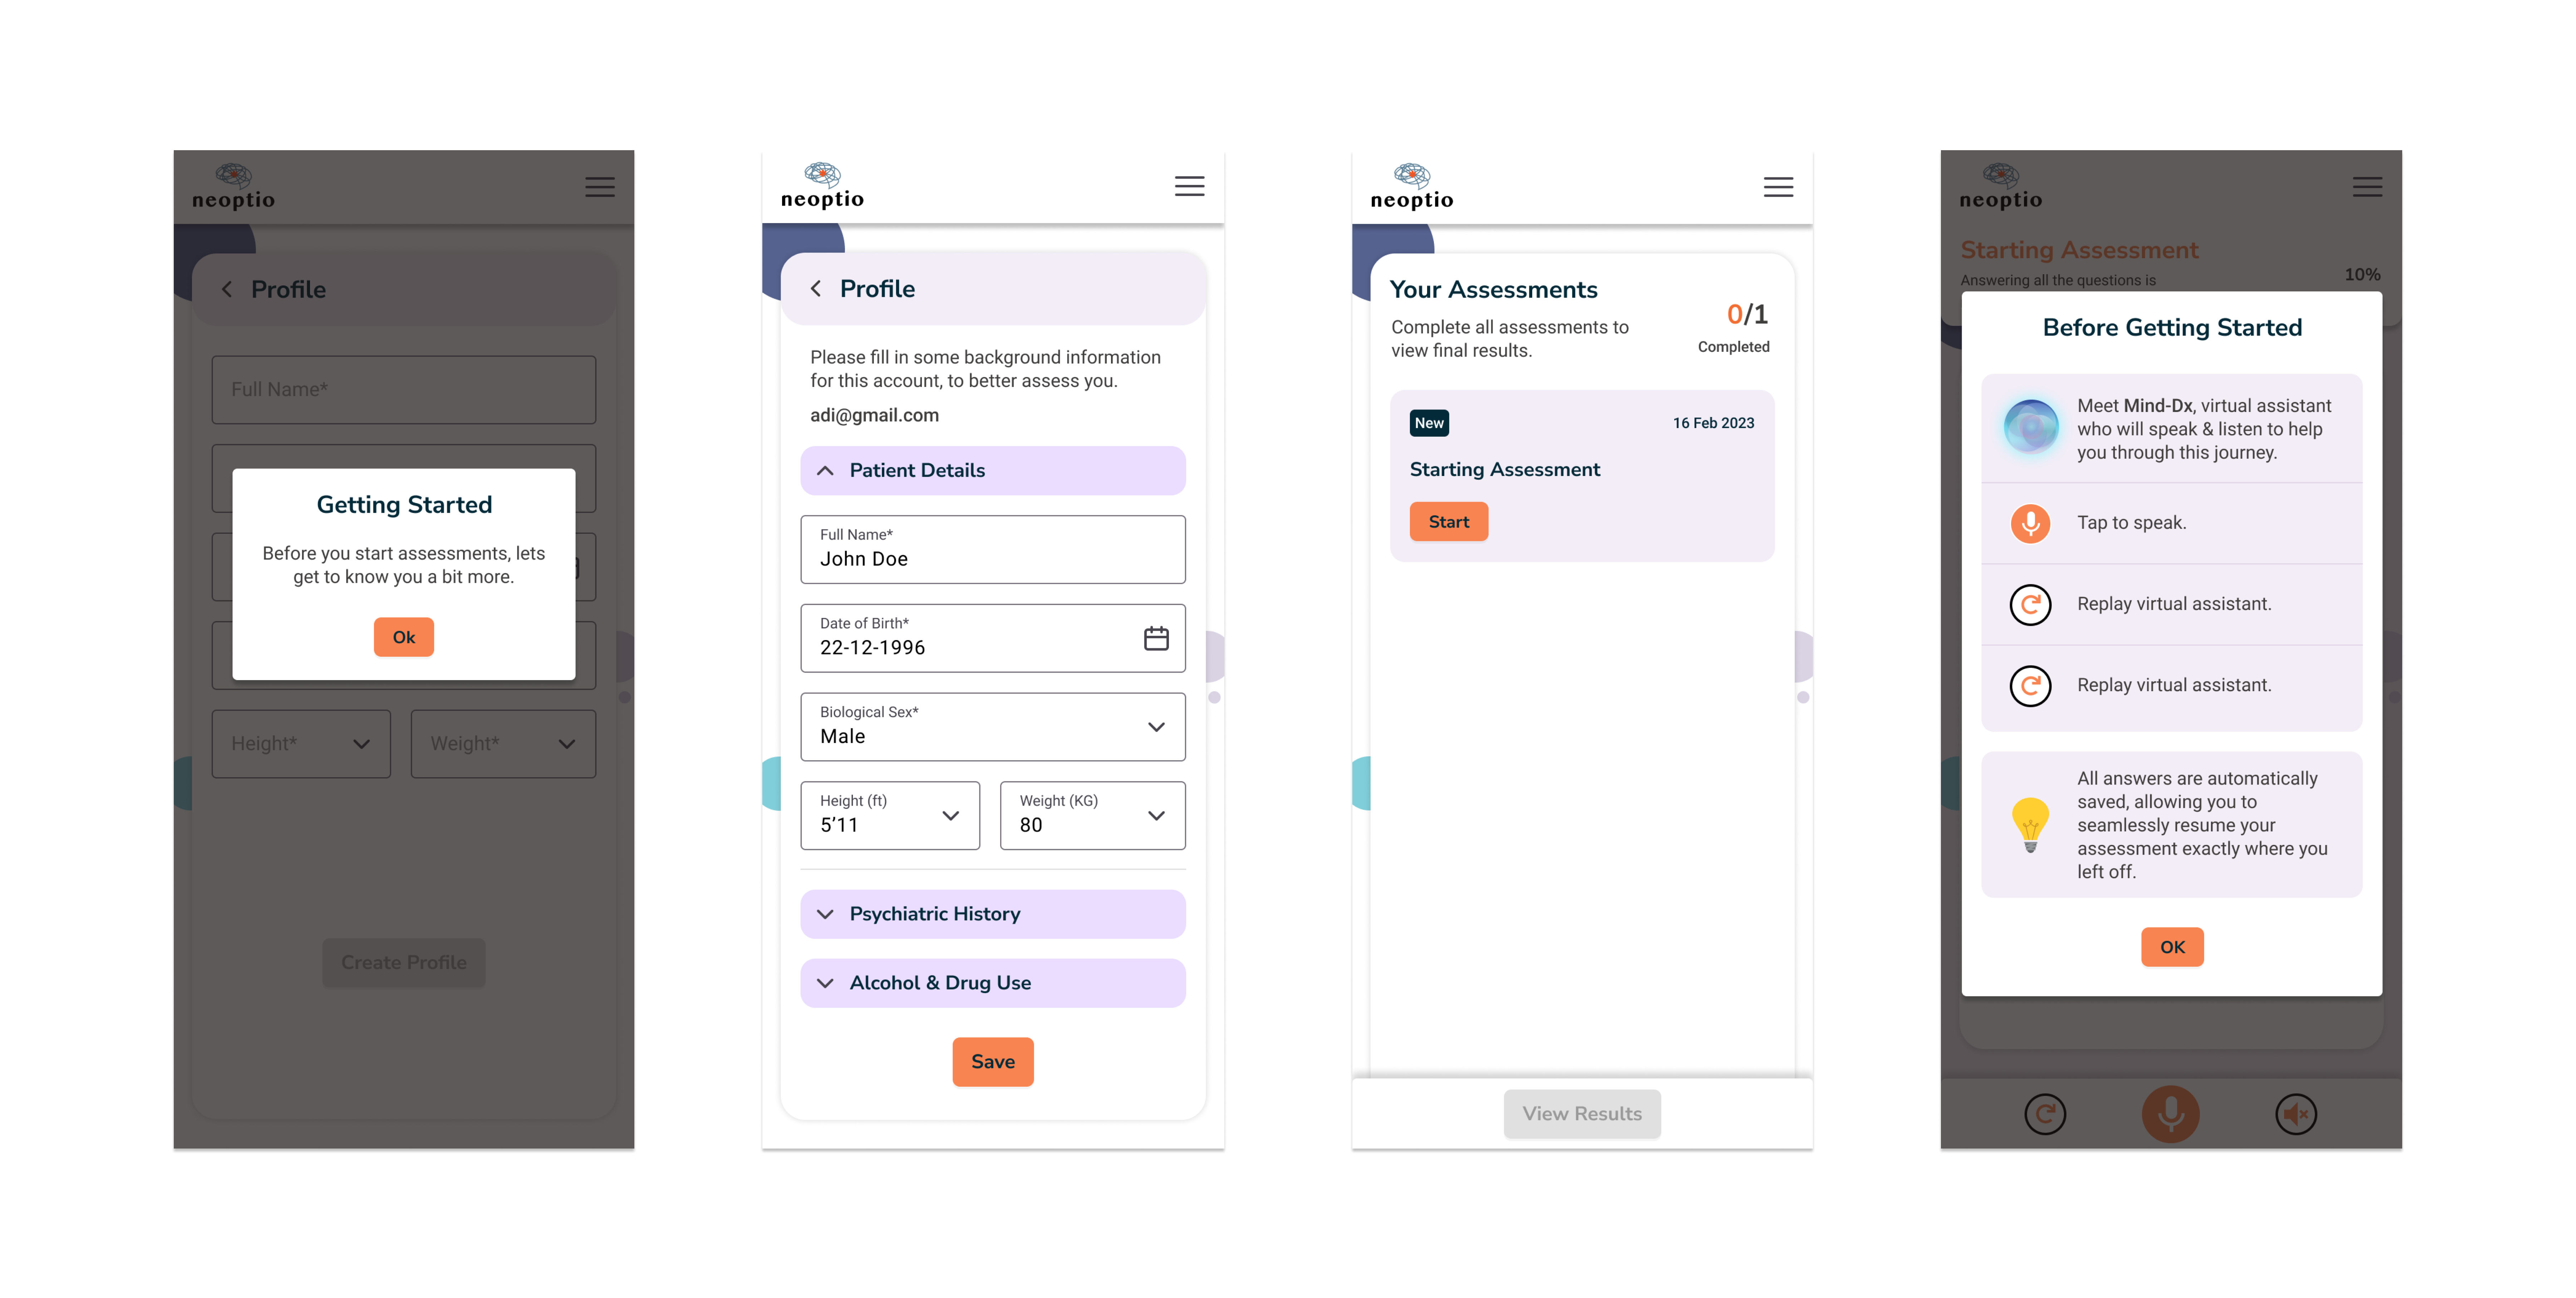 neoptio
Profile
Full Name*
Getting Started
Before you start assessments, lets
get to know you a bit more.
Ok
Height*
Weight*
Create Profile
neoptio
Profile
Please fill in some background information
for this account, to better assess you.
adi@gmail.com
Patient Details
Full Name*
John Doe
Date of Birth*
22-12-1996
Biological Sex*
Male
Height (ft)
5’11
Weight (KG)
80
Psychiatric History
Alcohol & Drug Use
Save
neoptio
Your Assessments
Complete all assessments to
view final results.
0/1
Completed
New
16 Feb 2023
Starting Assessment
Start
View Results
neoptio
Starting Assessment
Answering all the questions is
10%
Before Getting Started
Meet Mind-Dx, virtual assistant
who will speak & listen to help
you through this journey.
Tap to speak.
Replay virtual assistant.
Replay virtual assistant.
All answers are automatically
saved, allowing you to
seamlessly resume your
assessment exactly where you
left off.
OK